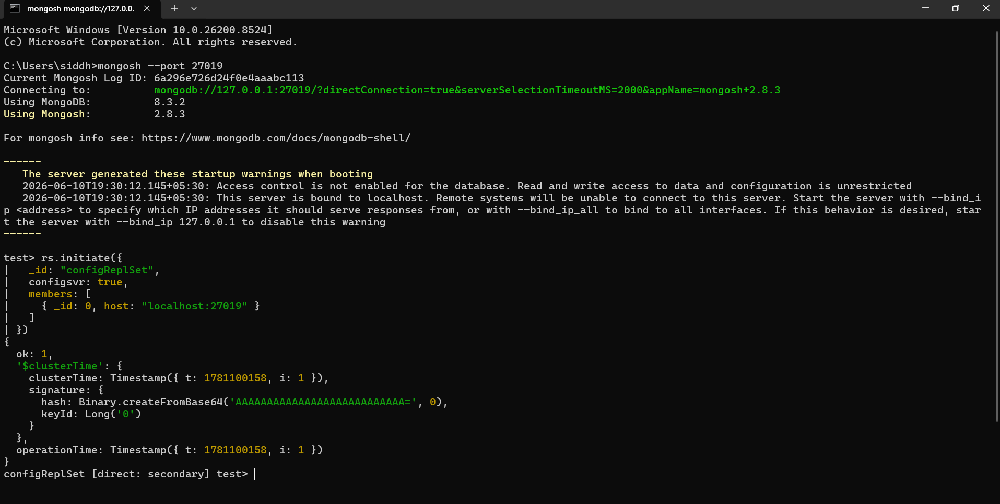 mongosh mongodb://127.0.0.
Microsoft Windows [Version 10.0.26200.8524]
(c) Microsoft Corporation. All rights reserved.
C:\Users\siddh>mongosh --port 27019
Current Mongosh Log ID: 6a296e726d24f0e4aaabc113
Connecting to:          mongodb://127.0.0.1:27019/?directConnection=true&serverSelectionTimeoutMS=2000&appName=mongosh+2.8.3
Using MongoDB:          8.3.2
Using Mongosh:          2.8.3
For mongosh info see: https://www.mongodb.com/docs/mongodb-shell/
------
   The server generated these startup warnings when booting
   2026-06-10T19:30:12.145+05:30: Access control is not enabled for the database. Read and write access to data and configuration is unrestricted
   2026-06-10T19:30:12.145+05:30: This server is bound to localhost. Remote systems will be unable to connect to this server. Start the server with --bind_i
p <address> to specify which IP addresses it should serve responses from, or with --bind_ip_all to bind to all interfaces. If this behavior is desired, star
t the server with --bind_ip 127.0.0.1 to disable this warning
------
test> rs.initiate({
|   _id: "configReplSet",
|   configsvr: true,
|   members: [
|     { _id: 0, host: "localhost:27019" }
|   ]
| })
{
  ok: 1,
  '$clusterTime': {
    clusterTime: Timestamp({ t: 1781100158, i: 1 }),
    signature: {
      hash: Binary.createFromBase64('AAAAAAAAAAAAAAAAAAAAAAAAAAA=', 0),
      keyId: Long('0')
    }
  },
  operationTime: Timestamp({ t: 1781100158, i: 1 })
}
configReplSet [direct: secondary] test>